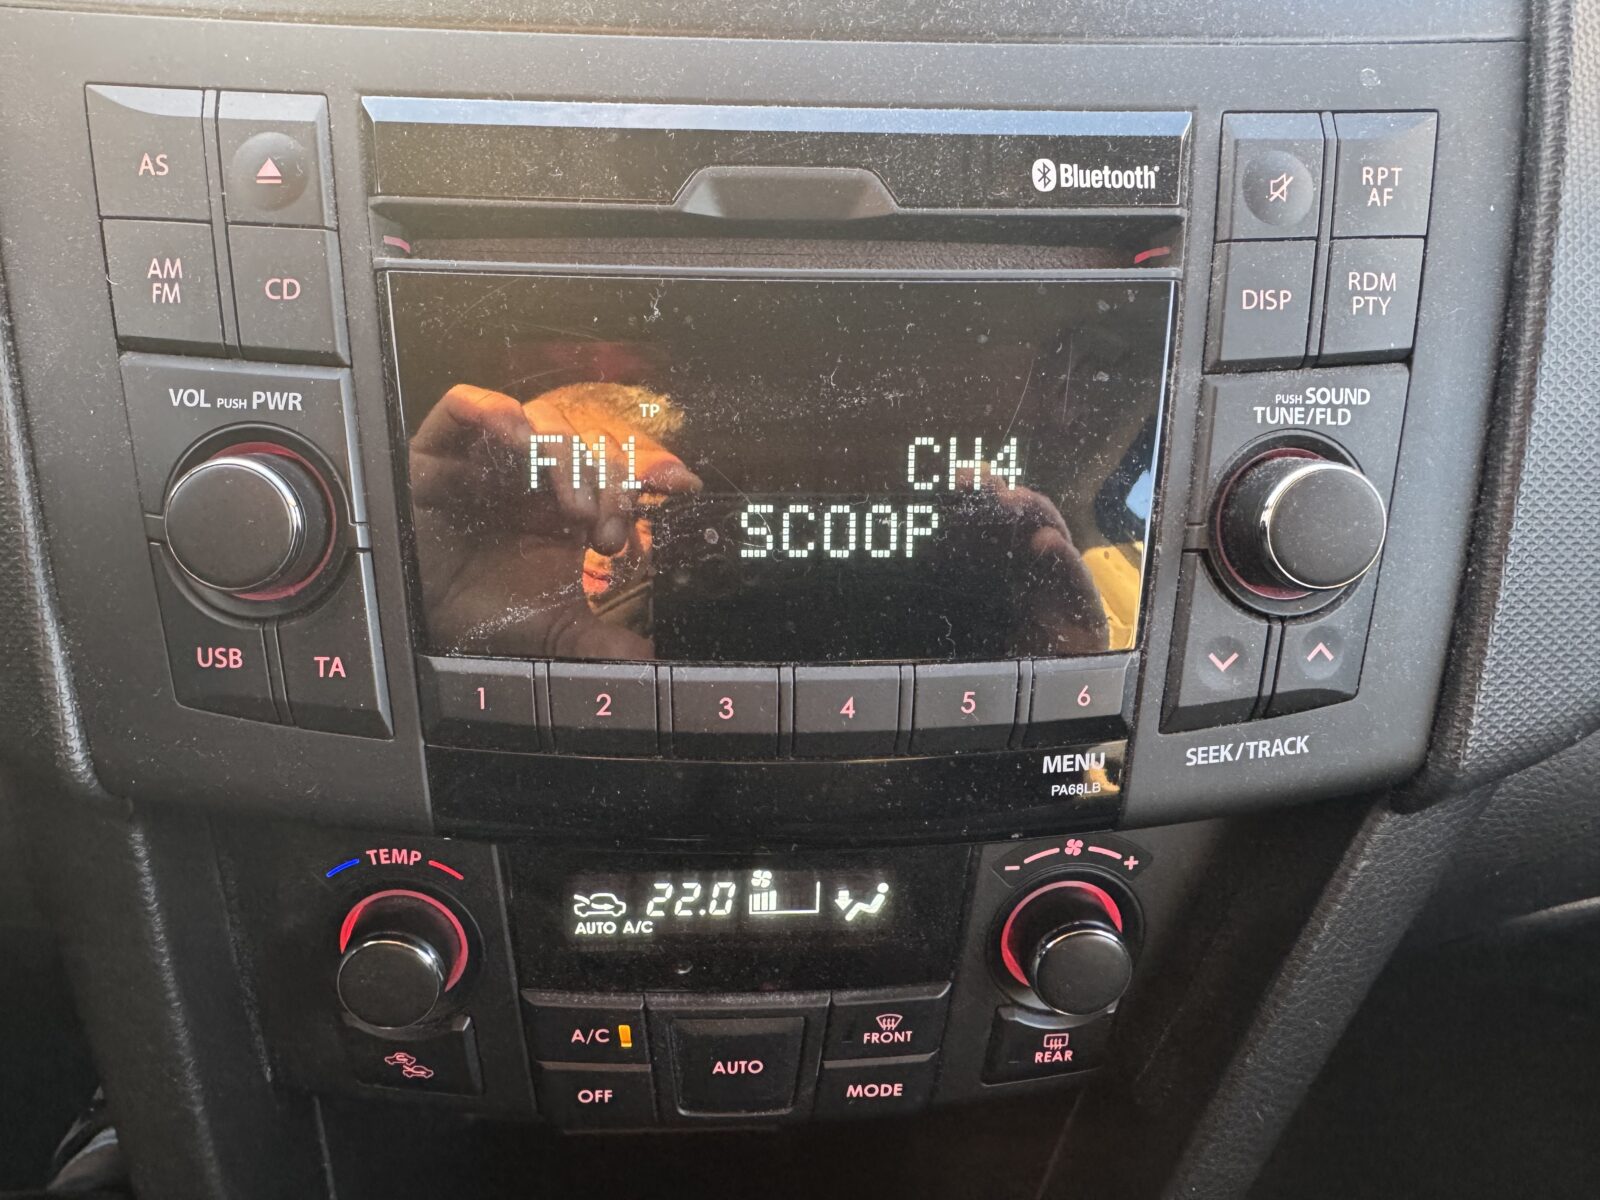 AS
AM
FM
CD
VOL PUSH PWR
USB
TA
Bluetooth®
TP
FM1 CH4
SCOOP
1 2 3 4 5 6
MENU
PA68LB
RPT
AF
DISP
RDM
PTY
PUSH SOUND
TUNE/FLD
SEEK/TRACK
TEMP
22.0
AUTO A/C
- +
A/C
OFF
AUTO
FRONT
MODE
REAR